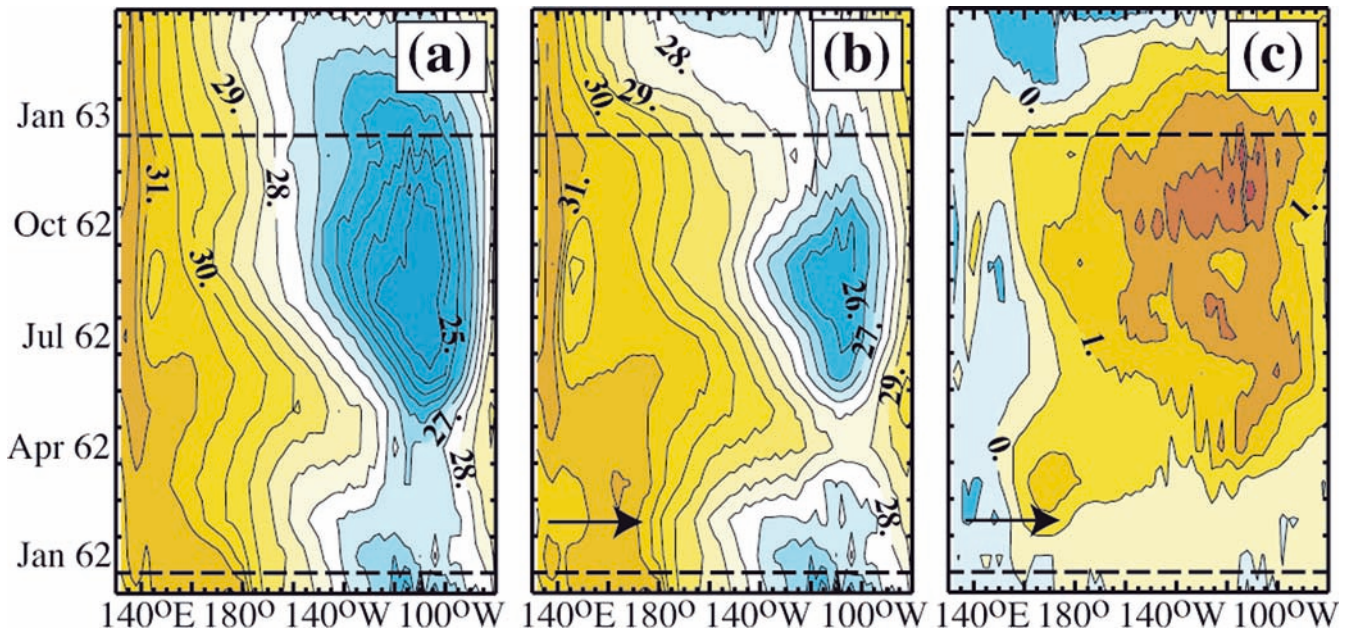 (a)
(b)
(c)
Jan 63
Oct 62
Jul 62
Apr 62
Jan 62
29.
28.
31.
30.
25.
27.
28.
28.
29.
30.
31.
26.
27.
29.
28.
0.
1.
1.
0.
140°E 180° 140°W 100°W
140°E 180° 140°W 100°W
140°E 180° 140°W 100°W